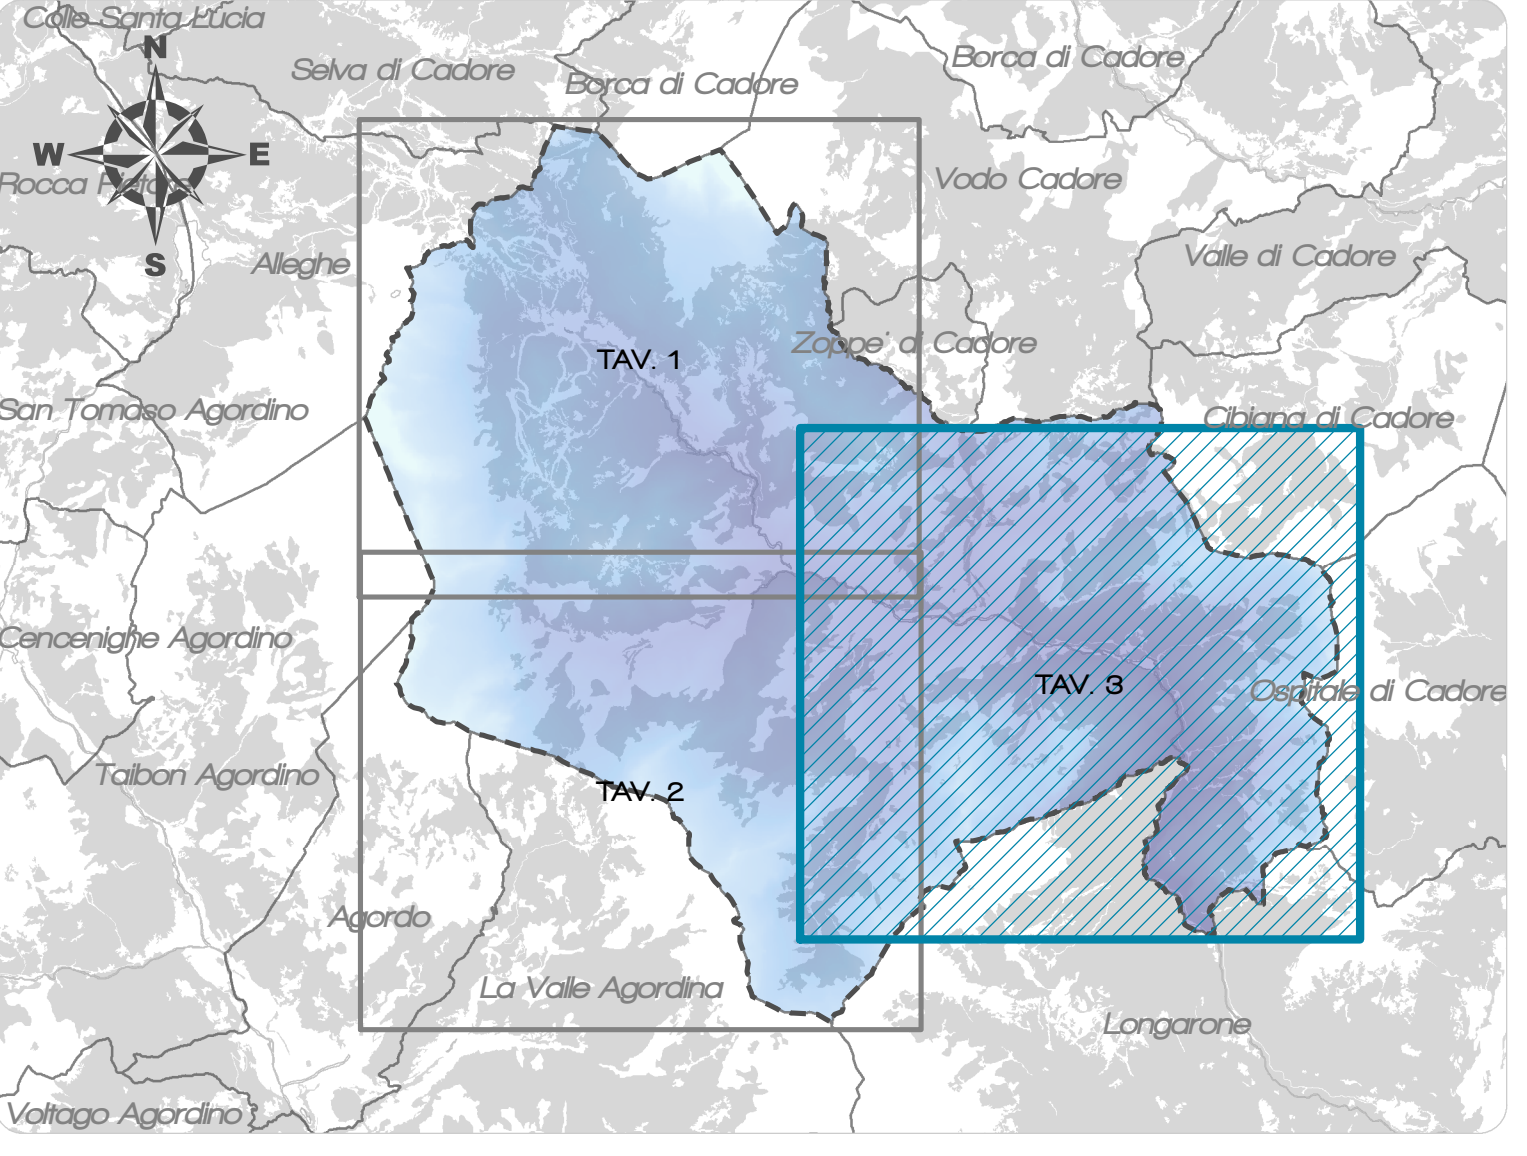 Colle Santa Lucia
N
Selva di Cadore
Borca di Cadore
Borca di Cadore
W
E
Rocca Pietore
Vodo Cadore
S
Alleghe
Valle di Cadore
Zoppe' di Cadore
TAV. 1
San Tomaso Agordino
Cibiana di Cadore
Cencenighe Agordino
TAV. 3
Ospitale di Cadore
Taibon Agordino
TAV. 2
Agordo
La Valle Agordina
Longarone
Voltago Agordino